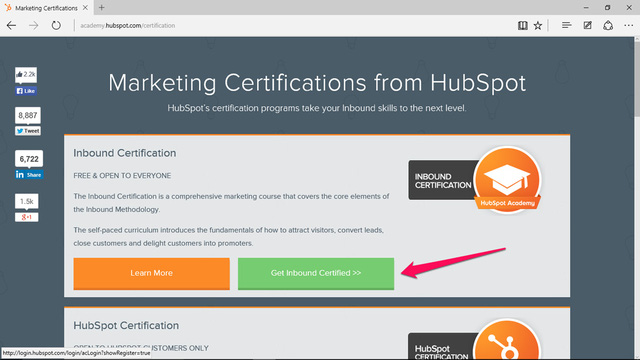 Marketing Certifications
academy.hubspot.com/certification
2.2k
Like
8,887
Tweet
6,722
Share
1.5k
+1
Marketing Certifications from HubSpot
HubSpot's certification programs take your Inbound skills to the next level.
Inbound Certification
FREE & OPEN TO EVERYONE
The Inbound Certification is a comprehensive marketing course that covers the core elements
of the Inbound Methodology.
The self-paced curriculum introduces the fundamentals of how to attract visitors, convert leads,
close customers and delight customers into promoters.
Learn More
Get Inbound Certified >>
INBOUND
CERTIFICATION
HubSpot Academy
HubSpot Certification
OPEN TO HUBSPOT CUSTOMERS ONLY
HubSpot
CERTIFICATION
http://login.hubspot.com/login/acLogin?showRegister=true